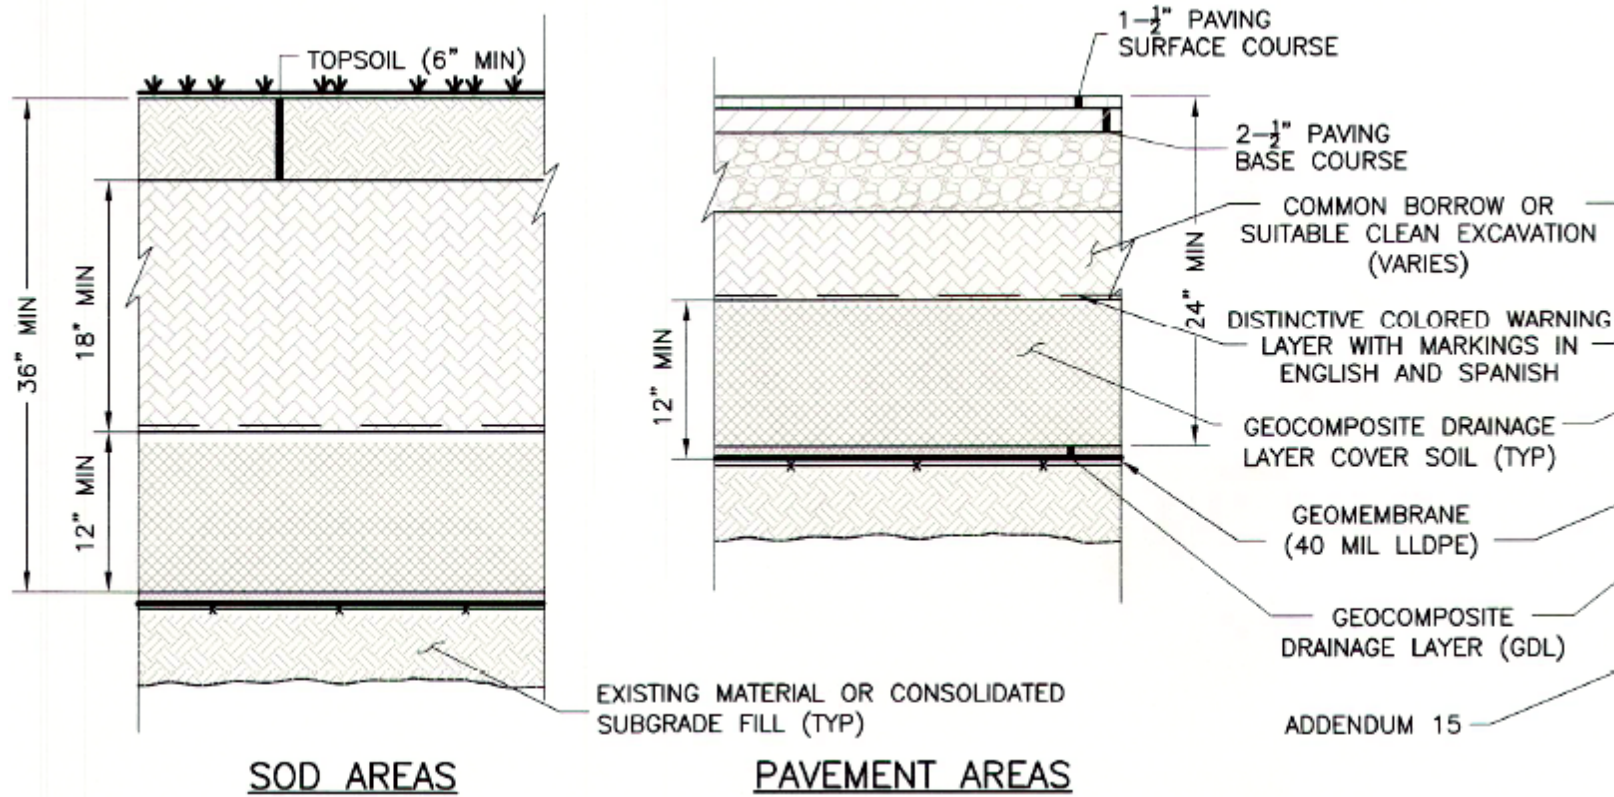 TOPSOIL (6" MIN)
36" MIN
18" MIN
12" MIN
EXISTING MATERIAL OR CONSOLIDATED
SUBGRADE FILL (TYP)
SOD AREAS
1-1/2" PAVING
SURFACE COURSE
2-1/2" PAVING
BASE COURSE
COMMON BORROW OR
SUITABLE CLEAN EXCAVATION
(VARIES)
24" MIN
12" MIN
DISTINCTIVE COLORED WARNING
LAYER WITH MARKINGS IN
ENGLISH AND SPANISH
GEOCOMPOSITE DRAINAGE
LAYER COVER SOIL (TYP)
GEOMEMBRANE
(40 MIL LLDPE)
GEOCOMPOSITE
DRAINAGE LAYER (GDL)
ADDENDUM 15
PAVEMENT AREAS